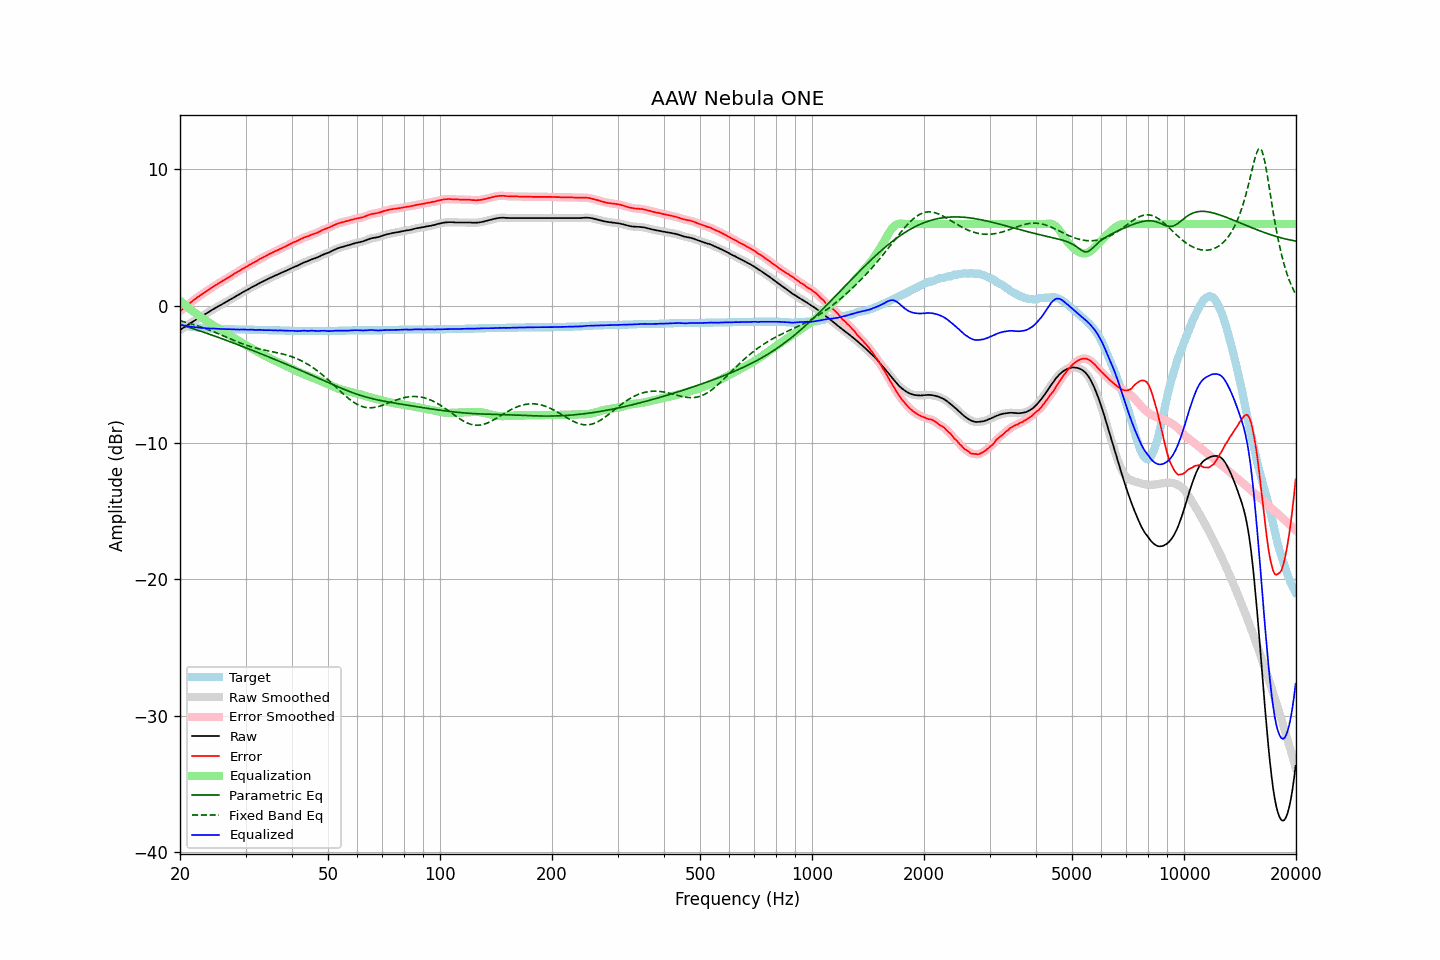 AAW Nebula ONE
Amplitude (dBr)
10
0
−10
−20
−30
−40
Target
Raw Smoothed
Error Smoothed
Raw
Error
Equalization
Parametric Eq
Fixed Band Eq
Equalized
20 50 100 200 500 1000 2000 5000 10000 20000
Frequency (Hz)